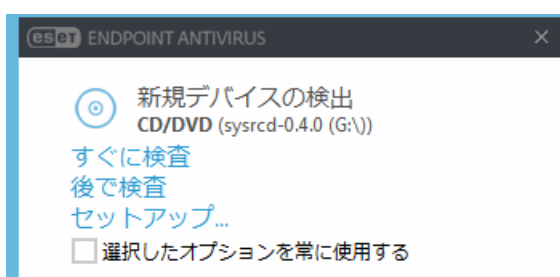 eset ENDPOINT ANTIVIRUS
新規デバイスの検出
CD/DVD (sysrcd-0.4.0 (G:\))
すぐに検査
後で検査
セットアップ...
選択したオプションを常に使用する